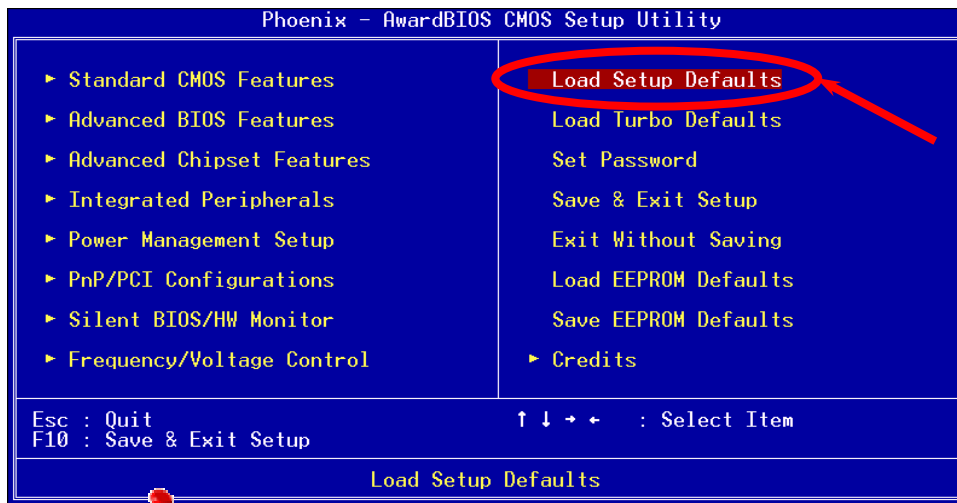 Phoenix - AwardBIOS CMOS Setup Utility
► Standard CMOS Features
► Advanced BIOS Features
► Advanced Chipset Features
► Integrated Peripherals
► Power Management Setup
► PnP/PCI Configurations
► Silent BIOS/HW Monitor
► Frequency/Voltage Control
Load Setup Defaults
Load Turbo Defaults
Set Password
Save & Exit Setup
Exit Without Saving
Load EEPROM Defaults
Save EEPROM Defaults
► Credits
Esc : Quit
F10 : Save & Exit Setup
↑ ↓ → ← : Select Item
Load Setup Defaults